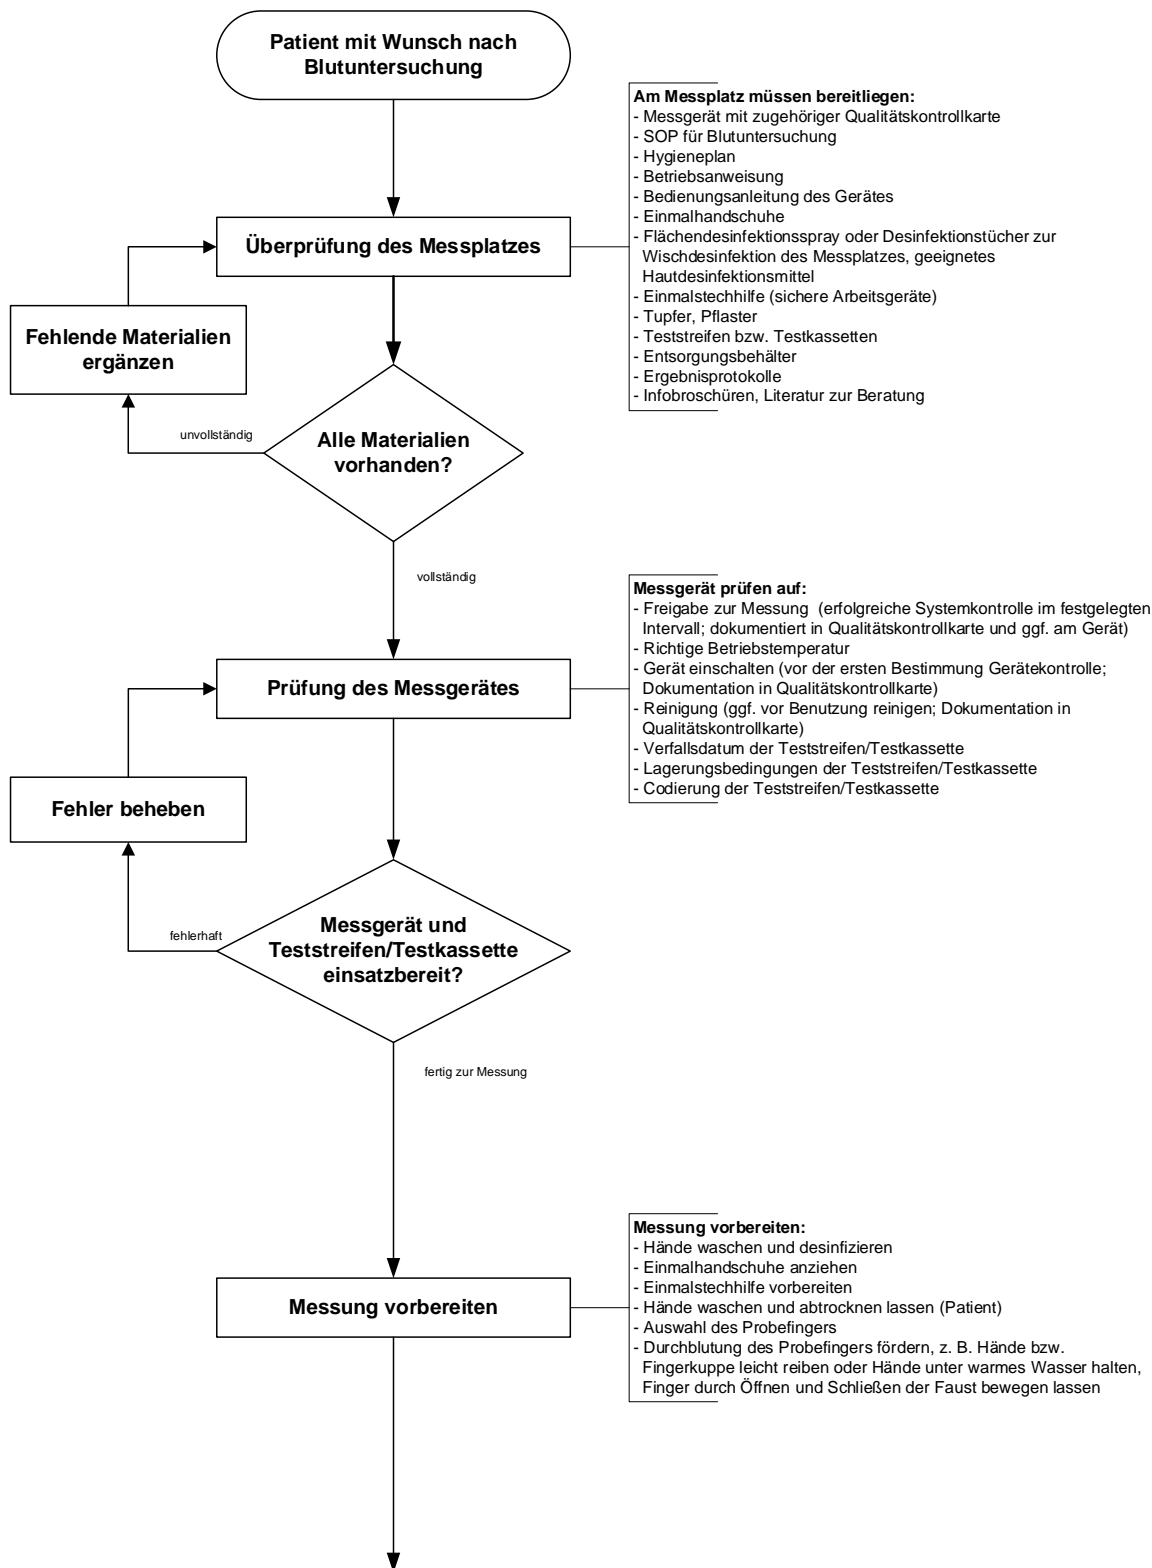 Patient mit Wunsch nach
Blutuntersuchung
Am Messplatz müssen bereitliegen:
- Messgerät mit zugehöriger Qualitätskontrollkarte
- SOP für Blutuntersuchung
- Hygieneplan
- Betriebsanweisung
- Bedienungsanleitung des Gerätes
- Einmalhandschuhe
- Flächendesinfektionsspray oder Desinfektionstücher zur
Wischdesinfektion des Messplatzes, geeignetes
Hautdesinfektionsmittel
- Einmalstechhilfe (sichere Arbeitsgeräte)
- Tupfer, Pflaster
- Teststreifen bzw. Testkassetten
- Entsorgungsbehälter
- Ergebnisprotokolle
- Infobroschüren, Literatur zur Beratung
Überprüfung des Messplatzes
Fehlende Materialien
ergänzen
unvollständig
Alle Materialien
vorhanden?
vollständig
Messgerät prüfen auf:
- Freigabe zur Messung  (erfolgreiche Systemkontrolle im festgelegten
Intervall; dokumentiert in Qualitätskontrollkarte und ggf. am Gerät)
- Richtige Betriebstemperatur
- Gerät einschalten (vor der ersten Bestimmung Gerätekontrolle;
Dokumentation in Qualitätskontrollkarte)
- Reinigung (ggf. vor Benutzung reinigen; Dokumentation in
Qualitätskontrollkarte)
- Verfallsdatum der Teststreifen/Testkassette
- Lagerungsbedingungen der Teststreifen/Testkassette
- Codierung der Teststreifen/Testkassette
Prüfung des Messgerätes
Fehler beheben
fehlerhaft
Messgerät und
Teststreifen/Testkassette
einsatzbereit?
fertig zur Messung
Messung vorbereiten:
- Hände waschen und desinfizieren
- Einmalhandschuhe anziehen
- Einmalstechhilfe vorbereiten
- Hände waschen und abtrocknen lassen (Patient)
- Auswahl des Probefingers
- Durchblutung des Probefingers fördern, z. B. Hände bzw.
Fingerkuppe leicht reiben oder Hände unter warmes Wasser halten,
Finger durch Öffnen und Schließen der Faust bewegen lassen
Messung vorbereiten